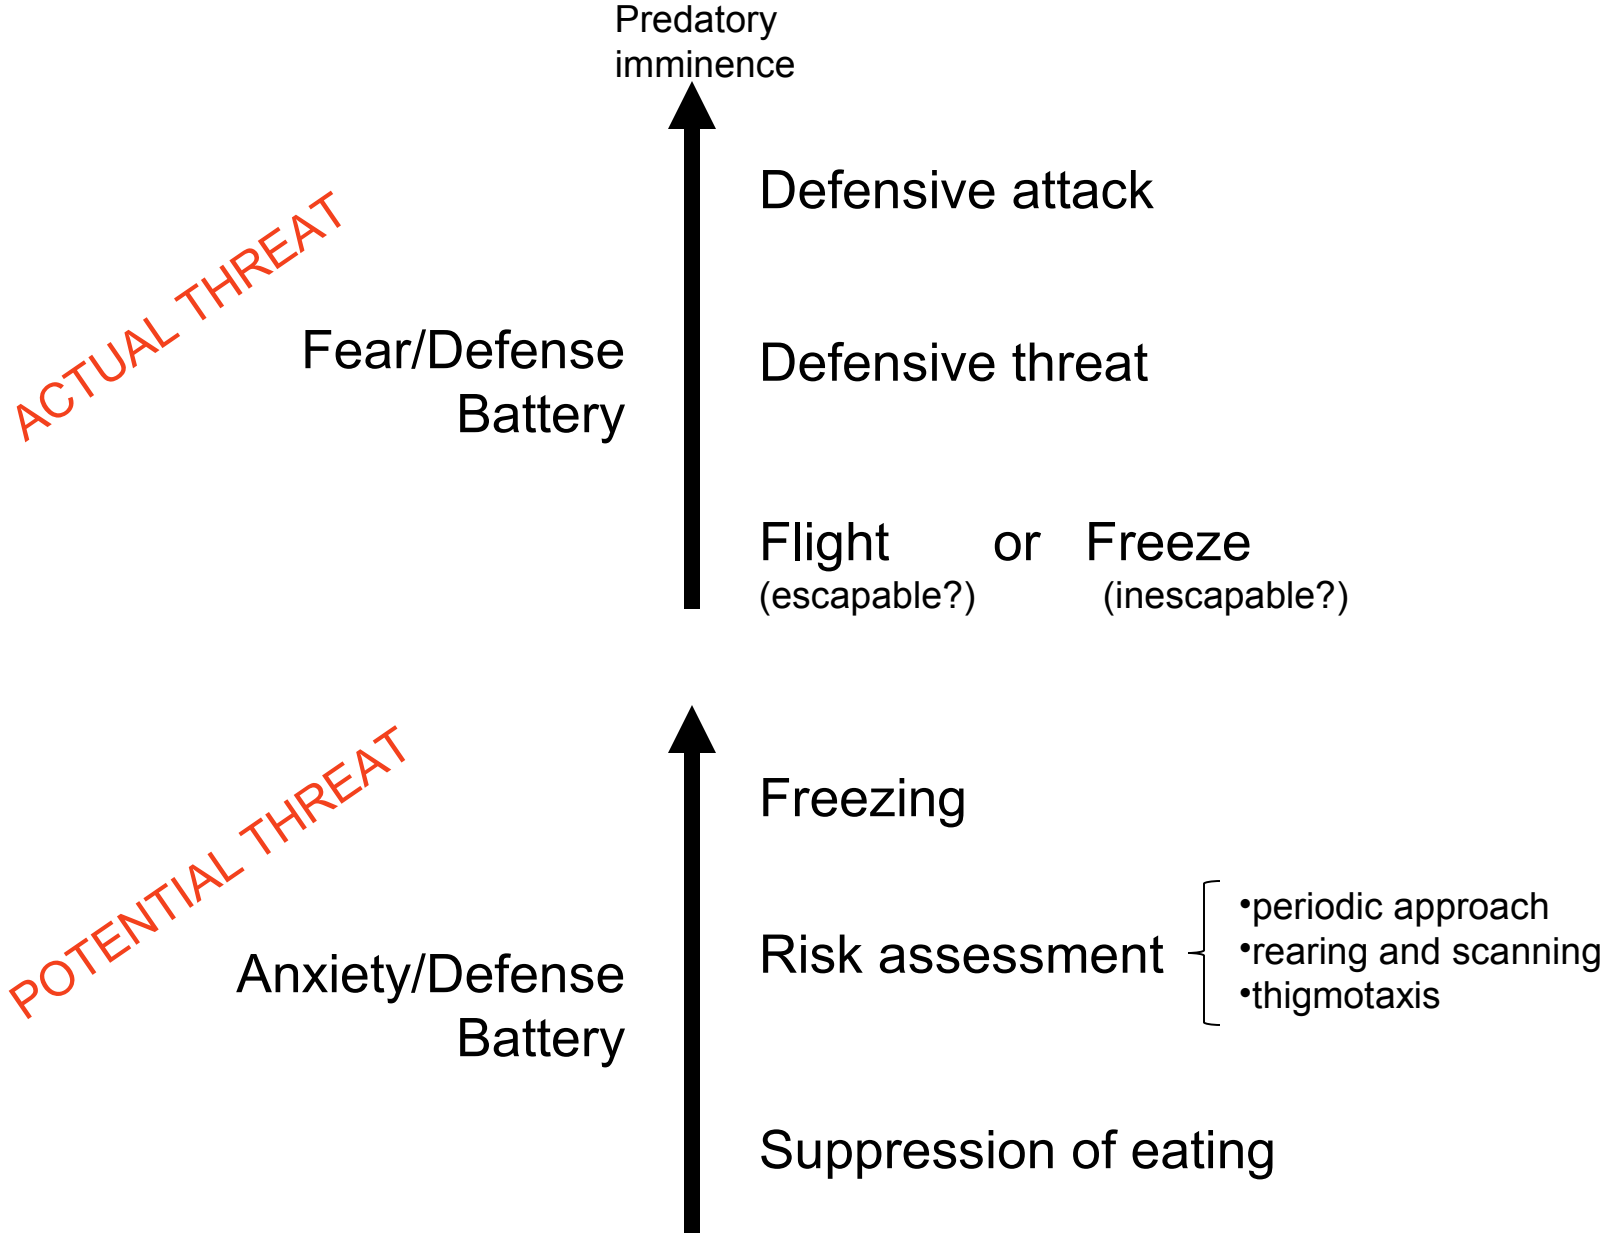 Predatory
imminence
ACTUAL THREAT
Defensive attack
Fear/Defense
Battery
Defensive threat
Flight or Freeze
(escapable?) (inescapable?)
POTENTIAL THREAT
Freezing
Anxiety/Defense
Battery
Risk assessment
•periodic approach
•rearing and scanning
•thigmotaxis
Suppression of eating